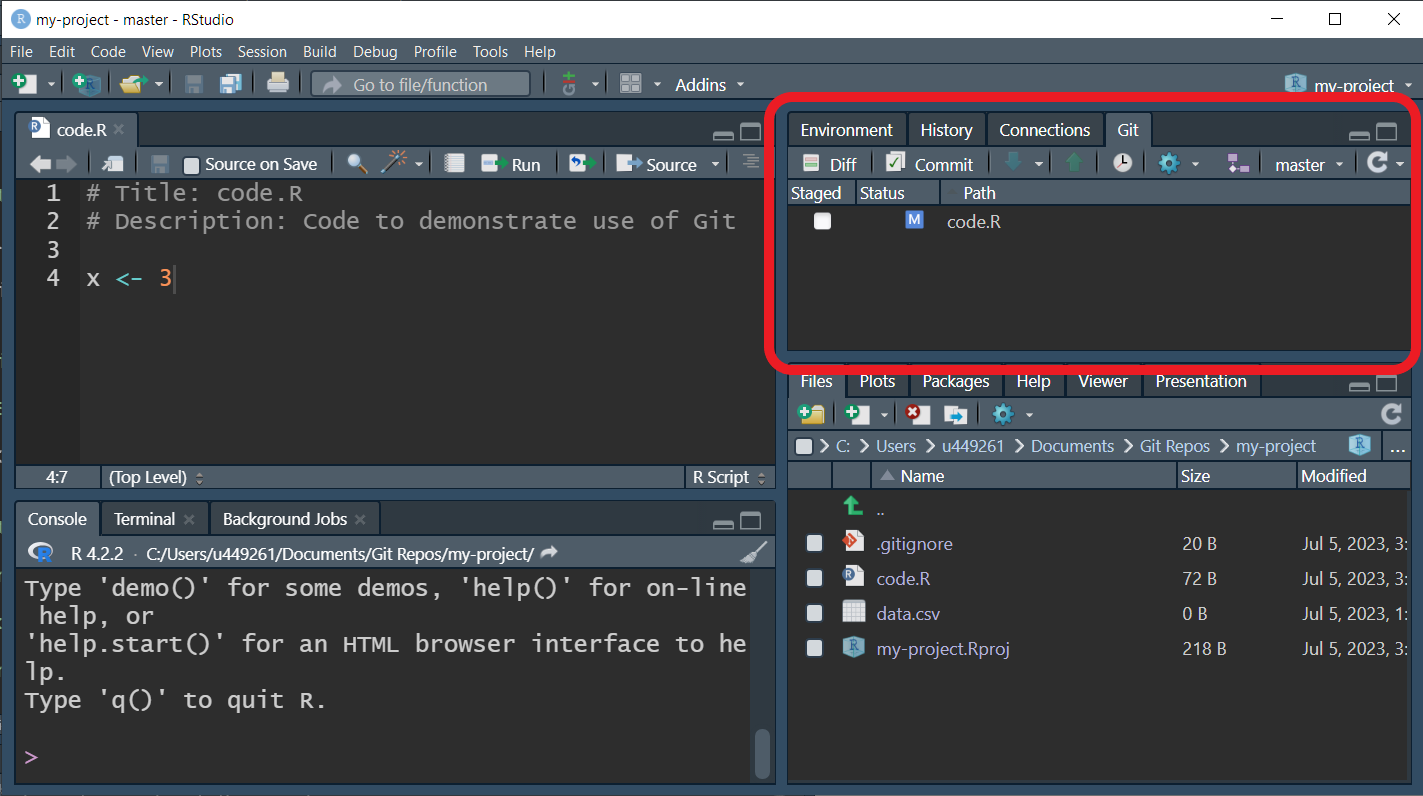 my-project - master - RStudio
File Edit Code View Plots Session Build Debug Profile Tools Help
Go to file/function Addins my-project
code.R
Source on Save Run Source
1 # Title: code.R
2 # Description: Code to demonstrate use of Git
3
4 x <- 3
4:7 (Top Level) R Script
Console Terminal Background Jobs
R 4.2.2 · C:/Users/u449261/Documents/Git Repos/my-project/
Type 'demo()' for some demos, 'help()' for on-line
help, or
'help.start()' for an HTML browser interface to he
lp.
Type 'q()' to quit R.
>
Environment History Connections Git
Diff Commit master
Staged Status Path
M code.R
Files Plots Packages Help Viewer Presentation
C: Users u449261 Documents Git Repos my-project ...
Name Size Modified
..
.gitignore 20 B Jul 5, 2023, 3:
code.R 72 B Jul 5, 2023, 3:
data.csv 0 B Jul 5, 2023, 1:
my-project.Rproj 218 B Jul 5, 2023, 3: